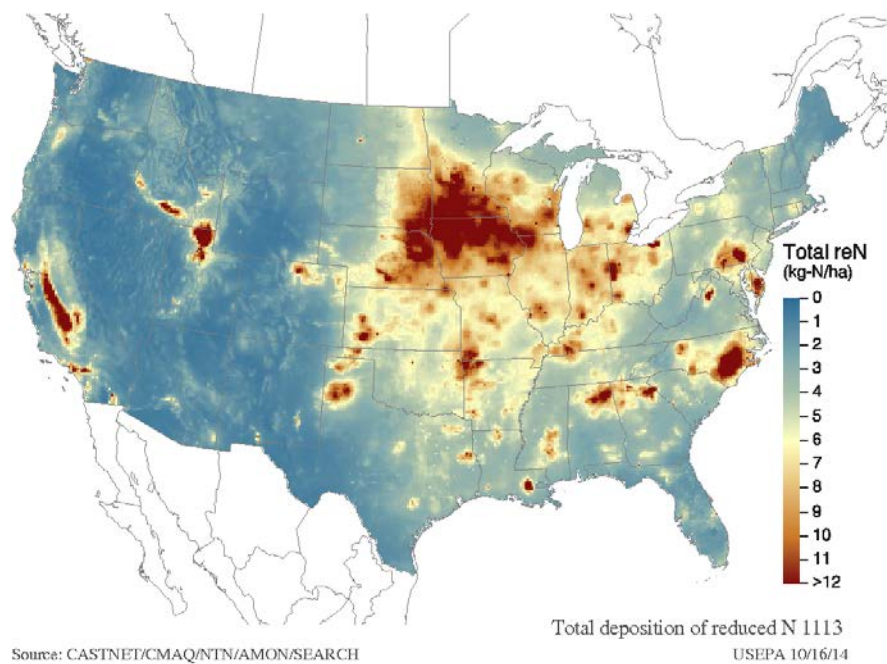 Total reN
(kg-N/ha)
0
1
2
3
4
5
6
7
8
9
10
11
>12
Total deposition of reduced N 1113
Source: CASTNET/CMAQ/NTN/AMON/SEARCH
USEPA 10/16/14